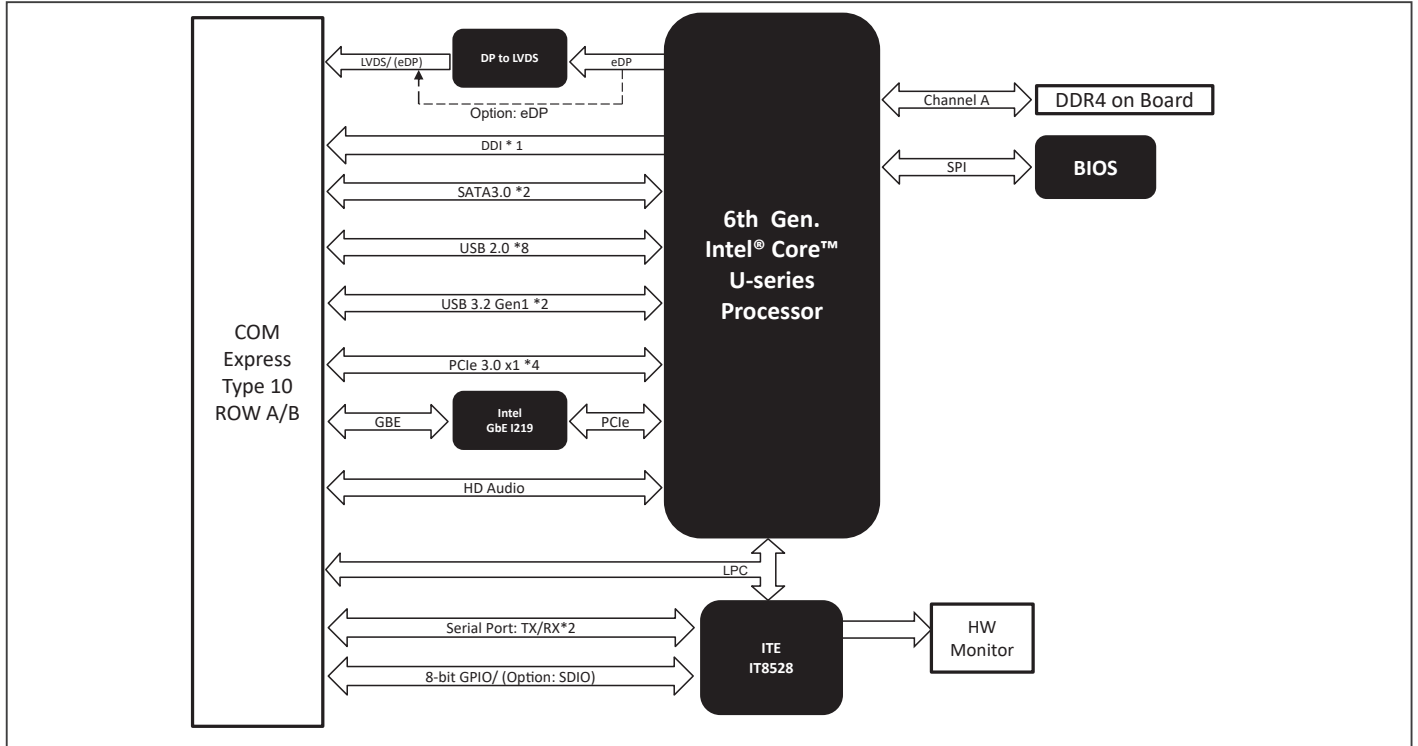 DP to LVDS
LVDS/ (eDP)
eDP
Option: eDP
Channel A
DDR4 on Board
DDI * 1
SPI
BIOS
SATA3.0 *2
6th Gen.
Intel® Core™
U-series
Processor
USB 2.0 *8
USB 3.2 Gen1 *2
COM
Express
Type 10
ROW A/B
PCIe 3.0 x1 *4
GBE
Intel
GbE I219
PCIe
HD Audio
LPC
Serial Port: TX/RX*2
ITE
IT8528
HW
Monitor
8-bit GPIO/ (Option: SDIO)